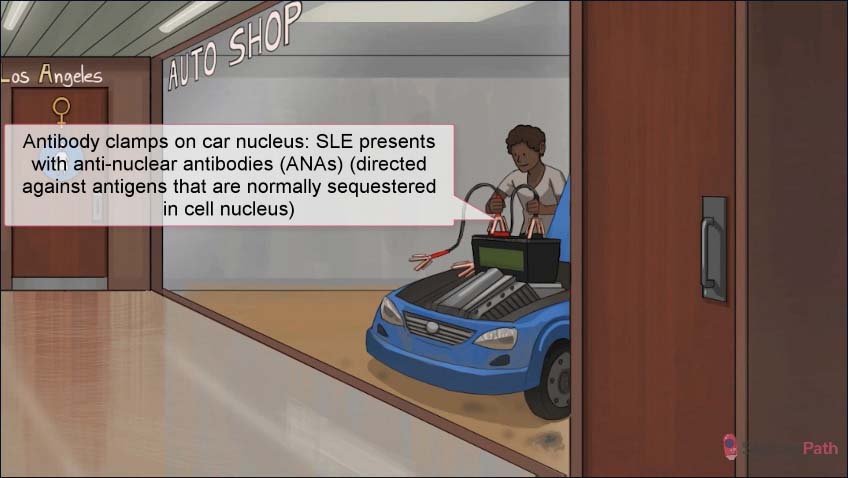 AUTO SHOP
Los Angeles
Antibody clamps on car nucleus: SLE presents
with anti-nuclear antibodies (ANAs) (directed
against antigens that are normally sequestered
in cell nucleus)
Path